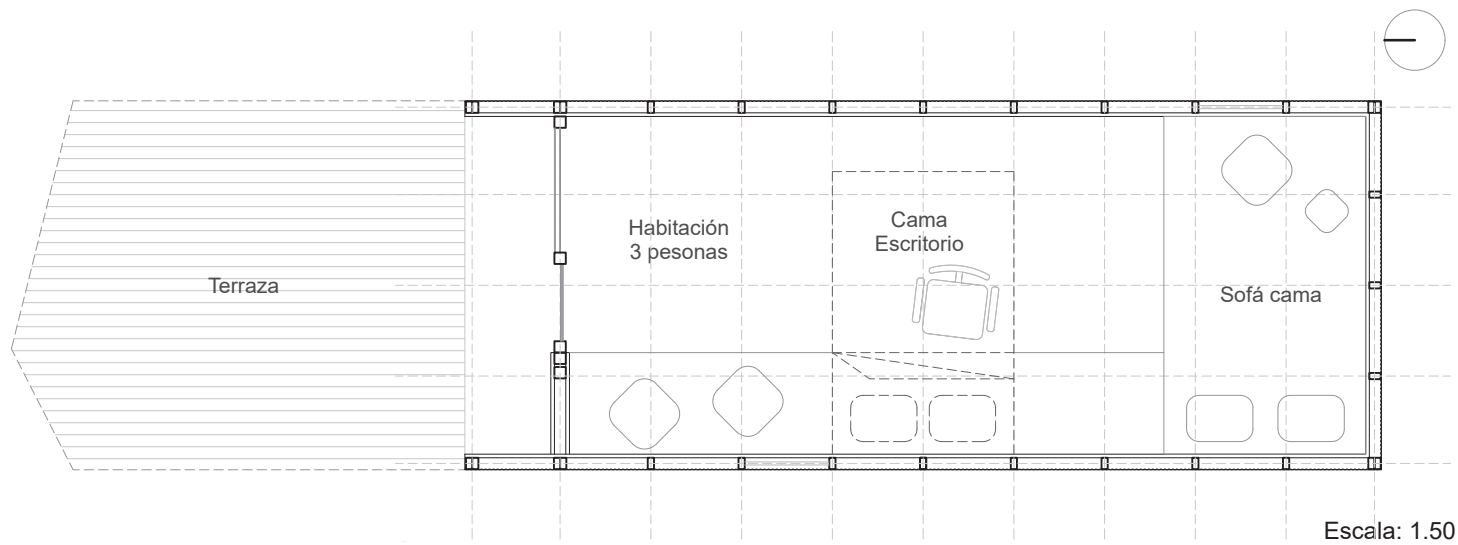 Terraza
Habitación
3 pesonas
Cama
Escritorio
Sofá cama
Escala: 1.50